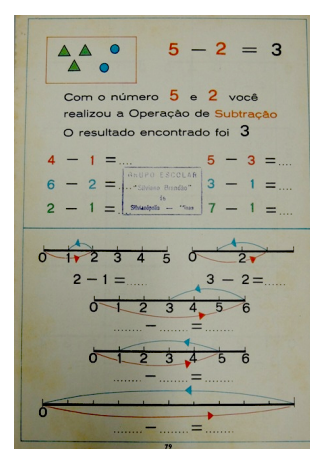 5 – 2 = 3
Com o número 5 e 2 você
realizou a Operação de Subtração
O resultado encontrado foi 3
4 – 1 =.... 5 – 3 =....
GRUPO ESCOLAR
6 – 2 =.... 3 – 1 =....
2 – 1 =.... 7 – 1 =....
0 1 2 3 4 5 0 2
2 – 1 =...... 3 – 2 =......
0 1 2 3 4 5 6
....... – ....... = .......
0 1 2 3 4 5 6
....... – ....... = .......
0
....... – ....... = .......
79